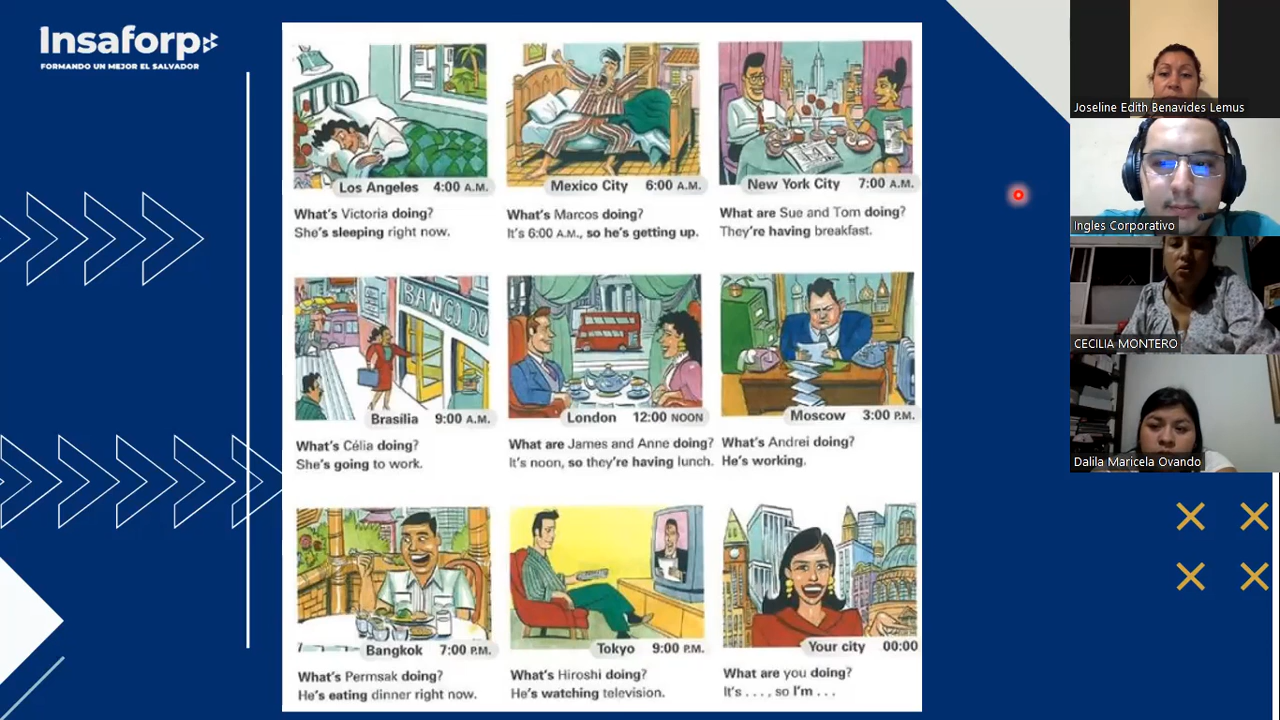 Insaforp
FORMANDO UN MEJOR EL SALVADOR
Los Angeles 4:00 A.M.
What's Victoria doing?
She's sleeping right now.
Mexico City 6:00 A.M.
What's Marcos doing?
It's 6:00 A.M., so he's getting up.
New York City 7:00 A.M.
What are Sue and Tom doing?
They're having breakfast.
BANCO DO
Brasília 9:00 A.M.
What's Célia doing?
She's going to work.
London 12:00 NOON
What are James and Anne doing?
It's noon, so they're having lunch.
Moscow 3:00 P.M.
What's Andrei doing?
He's working.
Bangkok 7:00 P.M.
What's Permsak doing?
He's eating dinner right now.
Tokyo 9:00 P.M.
What's Hiroshi doing?
He's watching television.
Your city 00:00
What are you doing?
It's . . . , so I'm . . .
Joseline Edith Benavides Lemus
Ingles Corporativo
CECILIA MONTERO
Dalila Maricela Ovando